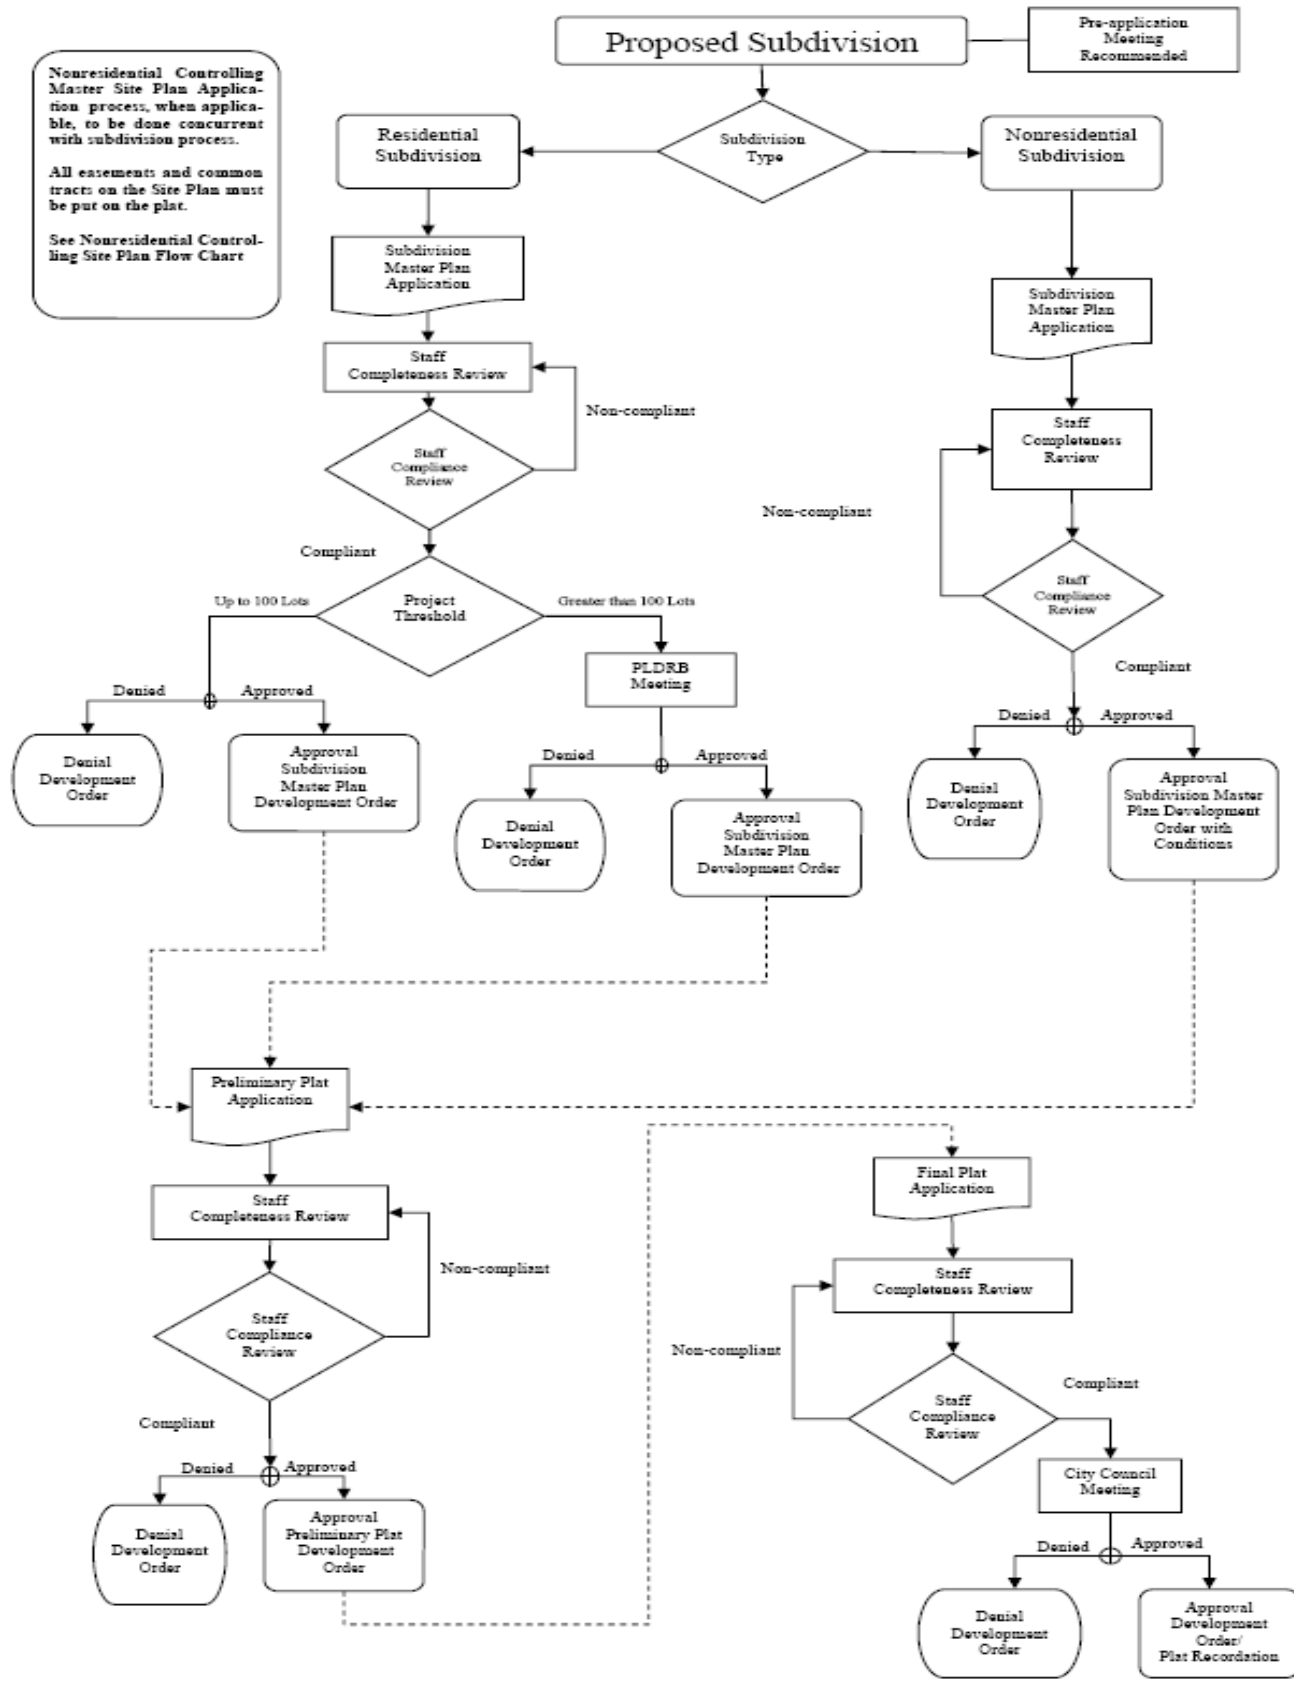 Proposed Subdivision
Pre-application
Meeting
Recommended
Nonresidential Controlling
Master Site Plan Applica-
tion process, when applica-
ble, to be done concurrent
with subdivision process.
All easements and common
tracts on the Site Plan must
be put on the plat.
See Nonresidential Control-
ling Site Plan Flow Chart
Residential
Subdivision
Subdivision
Type
Nonresidential
Subdivision
Subdivision
Master Plan
Application
Subdivision
Master Plan
Application
Staff
Completeness Review
Non-compliant
Staff
Compliance
Review
Staff
Completeness
Review
Non-compliant
Compliant
Staff
Compliance
Review
Up to 100 Lots
Project
Threshold
Greater than 100 Lots
PLDRB
Meeting
Compliant
Denied
Approved
Denied
Approved
Denied
Approved
Denial
Development
Order
Approval
Subdivision
Master Plan
Development Order
Denial
Development
Order
Approval
Subdivision
Master Plan
Development Order
Denial
Development
Order
Approval
Subdivision Master
Plan Development
Order with
Conditions
Preliminary Plat
Application
Staff
Completeness Review
Non-compliant
Staff
Compliance
Review
Compliant
Denied
Approved
Denial
Development
Order
Approval
Preliminary Plat
Development
Order
Final Plat
Application
Staff
Completeness Review
Non-compliant
Staff
Compliance
Review
Compliant
City Council
Meeting
Denied
Approved
Denial
Development
Order
Approval
Development
Order/
Plat Recordation